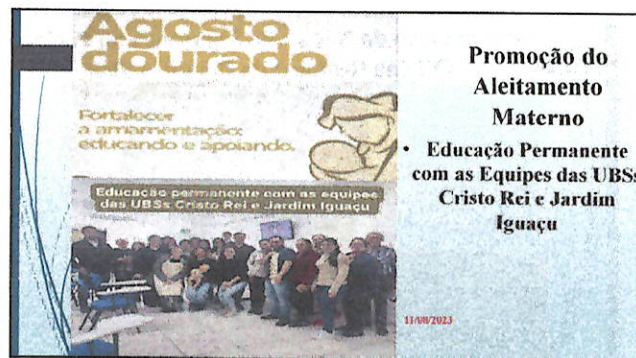 Agosto
dourado
Fortalecer
a amamentação:
educando e apoiando.
Educação permanente com as equipes
das UBSs Cristo Rei e Jardim Iguaçu
Promoção do
Aleitamento
Materno
• Educação Permanente
com as Equipes das UBSs
Cristo Rei e Jardim
Iguaçu
11/08/2023